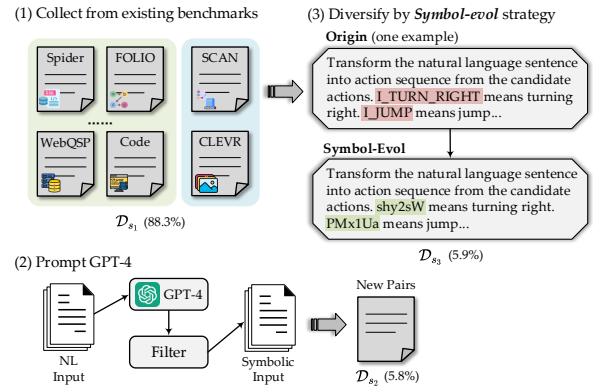 (1) Collect from existing benchmarks
Spider
FOLIO
SCAN
......
WebQSP
Code
CLEVR
𝒟s₁ (88.3%)
(3) Diversify by Symbol-evol strategy
Origin (one example)
Transform the natural language sentence
into action sequence from the candidate
actions. I_TURN_RIGHT means turning
right. I_JUMP means jump...
Symbol-Evol
Transform the natural language sentence
into action sequence from the candidate
actions. shy2sW means turning right.
PMx1Ua means jump...
𝒟s₃ (5.9%)
(2) Prompt GPT-4
NL
Input
GPT-4
Filter
Symbolic
Input
New Pairs
𝒟s₂ (5.8%)